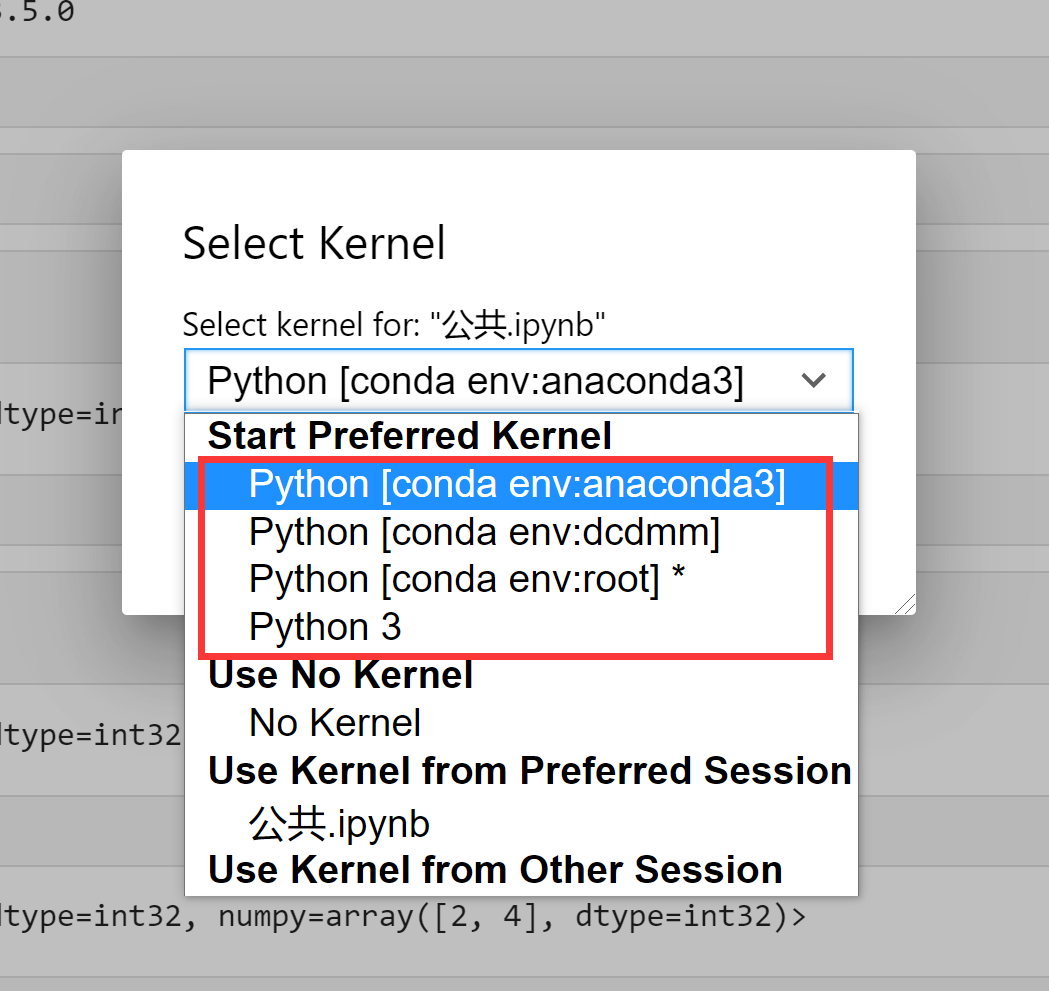 .5.0
Select Kernel
Select kernel for: "公共.ipynb"
Python [conda env:anaconda3]
Start Preferred Kernel
Python [conda env:anaconda3]
Python [conda env:dcdmm]
Python [conda env:root] *
Python 3
Use No Kernel
No Kernel
Use Kernel from Preferred Session
公共.ipynb
Use Kernel from Other Session
dtype=in
dtype=int32
dtype=int32, numpy=array([2, 4], dtype=int32)>